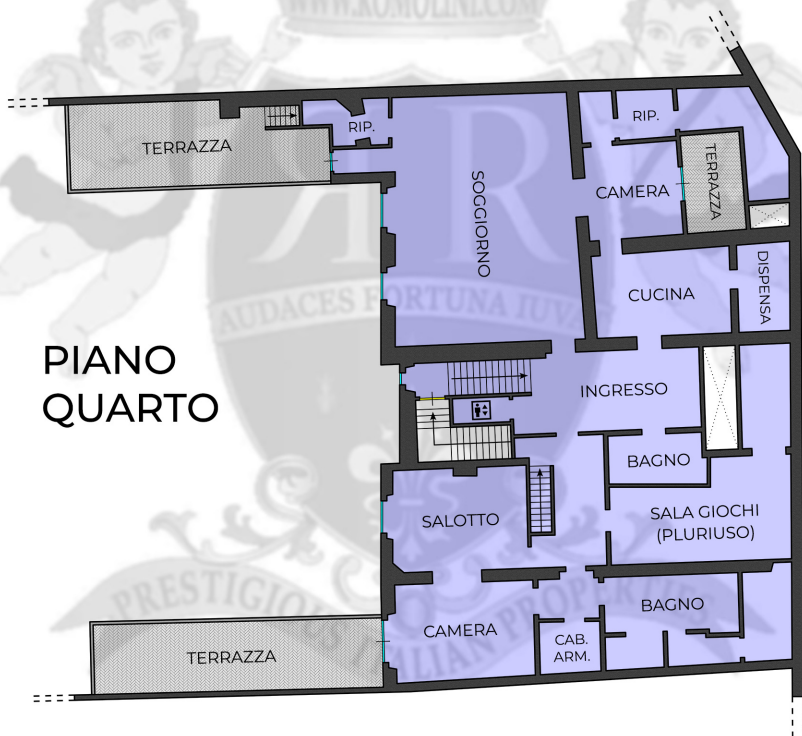 WWW.ROMOLINI.COM
TERRAZZA
RIP.
RIP.
SOGGIORNO
CAMERA
TERRAZZA
AUDACES FORTUNA IUVAT
CUCINA
DISPENSA
PIANO
QUARTO
INGRESSO
BAGNO
SALOTTO
SALA GIOCHI
(PLURIUSO)
PRESTIGIOUS ITALIAN PROPERTIES
CAMERA
CAB.
ARM.
BAGNO
TERRAZZA